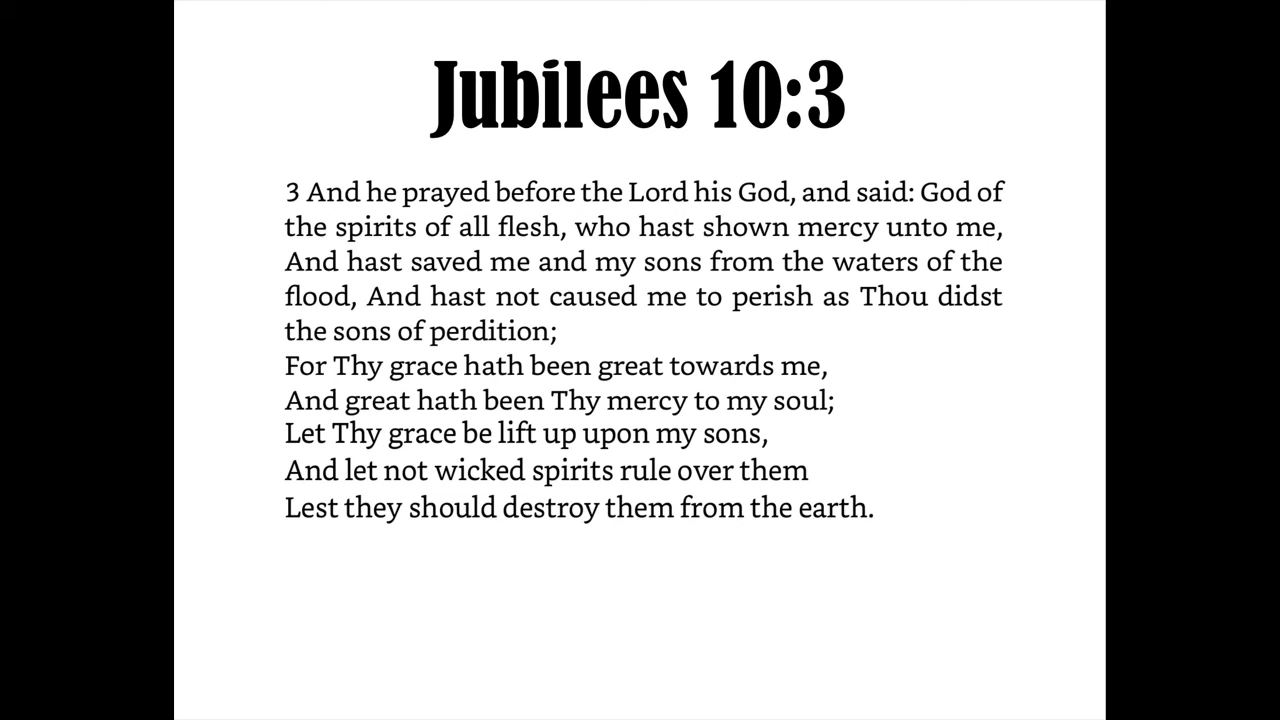 Jubilees 10:3
3 And he prayed before the Lord his God, and said: God of
the spirits of all flesh, who hast shown mercy unto me,
And hast saved me and my sons from the waters of the
flood, And hast not caused me to perish as Thou didst
the sons of perdition;
For Thy grace hath been great towards me,
And great hath been Thy mercy to my soul;
Let Thy grace be lift up upon my sons,
And let not wicked spirits rule over them
Lest they should destroy them from the earth.